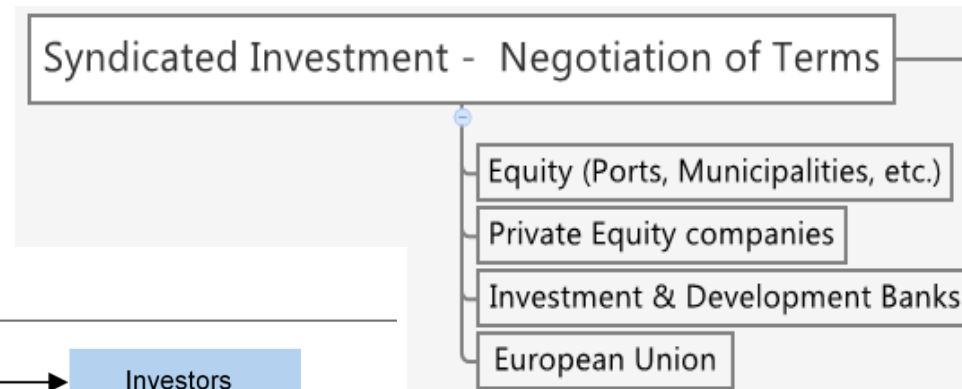 Syndicated Investment - Negotiation of Terms
Equity (Ports, Municipalities, etc.)
Private Equity companies
Investment & Development Banks
European Union
Investors